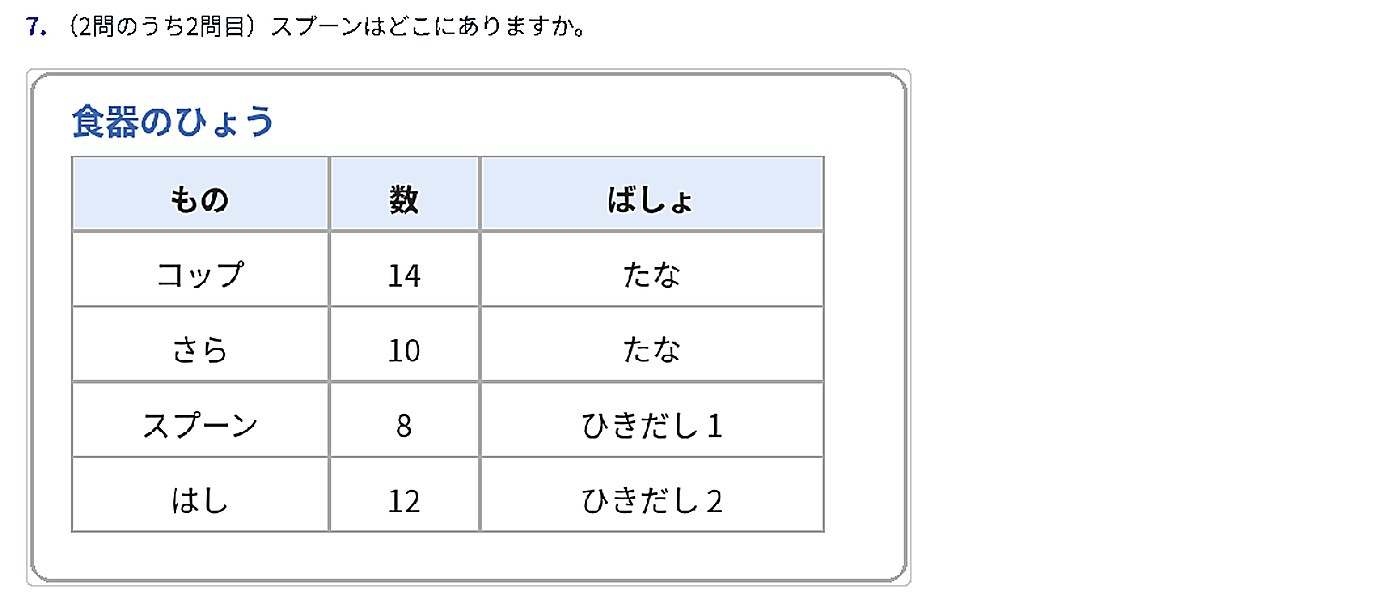 7. （2問のうち2問目）スプーンはどこにありますか。
食器のひょう
もの 数 ばしょ
コップ 14 たな
さら 10 たな
スプーン 8 ひきだし 1
はし 12 ひきだし 2